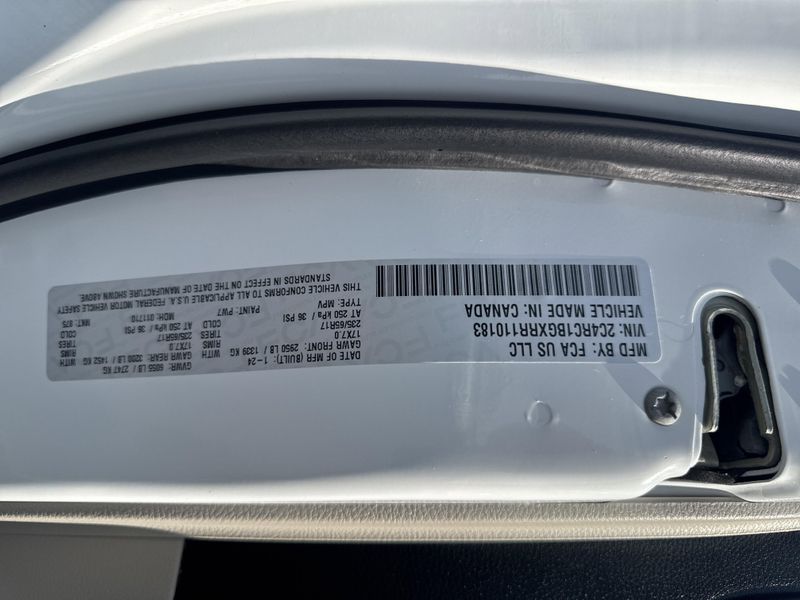 MFD BY: FCA US LLC
VIN: 2C4RC1BGXRR110183
VEHICLE MADE IN: CANADA
DATE OF MFR (BUILT): 1-24
GVWR: 6055 LB / 2747 KG
GAWR FRONT: 2950 LB / 1339 KG
WITH 17X7.0 RIMS
235/65R17 TIRES
AT 250 kPa / 36 PSI COLD
GAWR REAR: 3200 LB / 1452 KG
WITH 17X7.0 RIMS
235/65R17 TIRES
AT 250 kPa / 36 PSI COLD
TYPE: MPV
PAINT: PW7
MDH: 011710
THIS VEHICLE CONFORMS TO ALL APPLICABLE U.S.A. FEDERAL MOTOR VEHICLE SAFETY
STANDARDS IN EFFECT ON THE DATE OF MANUFACTURE SHOWN ABOVE.